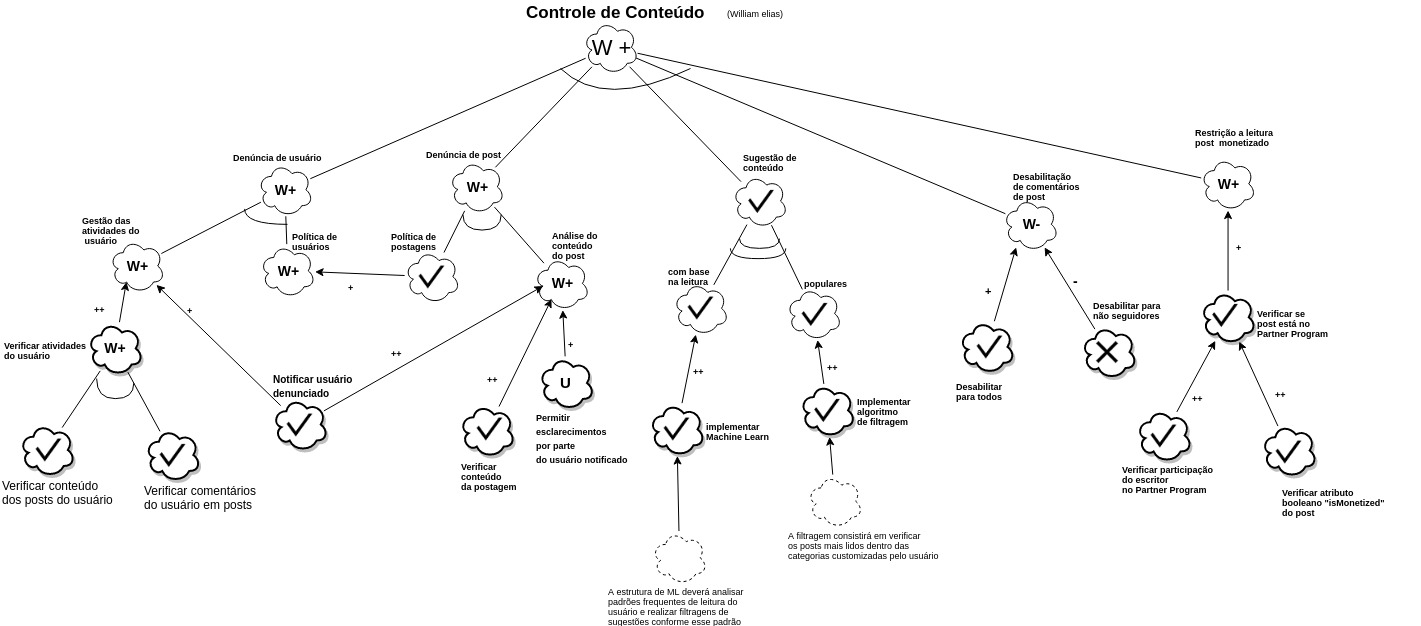 Controle de Conteúdo
(William elias)
W +
Restrição a leitura
post monetizado
Denúncia de usuário
Denúncia de post
Sugestão de
conteúdo
Desabilitação
de comentários
de post
W+
W+
W+
W-
Gestão das
atividades do
usuário
Política de
usuários
Política de
postagens
Análise do
conteúdo
do post
W+
W+
W+
com base
na leitura
populares
+
+
++
+
++
+
+
-
Desabilitar para
não seguidores
Verificar se
post está no
Partner Program
Verificar atividades
do usuário
W+
++
++
++
Notificar usuário
denunciado
U
Permitir
esclarecimentos
por parte
do usuário notificado
Desabilitar
para todos
++
++
implementar
Machine Learn
Implementar
algoritmo
de filtragem
Verificar
conteúdo
da postagem
Verificar conteúdo
dos posts do usuário
Verificar comentários
do usuário em posts
Verificar participação
do escritor
no Partner Program
Verificar atributo
booleano "isMonetized"
do post
A filtragem consistirá em verificar
os posts mais lidos dentro das
categorias customizadas pelo usuário
A estrutura de ML deverá analisar
padrões frequentes de leitura do
usuário e realizar filtragens de
sugestões conforme esse padrão